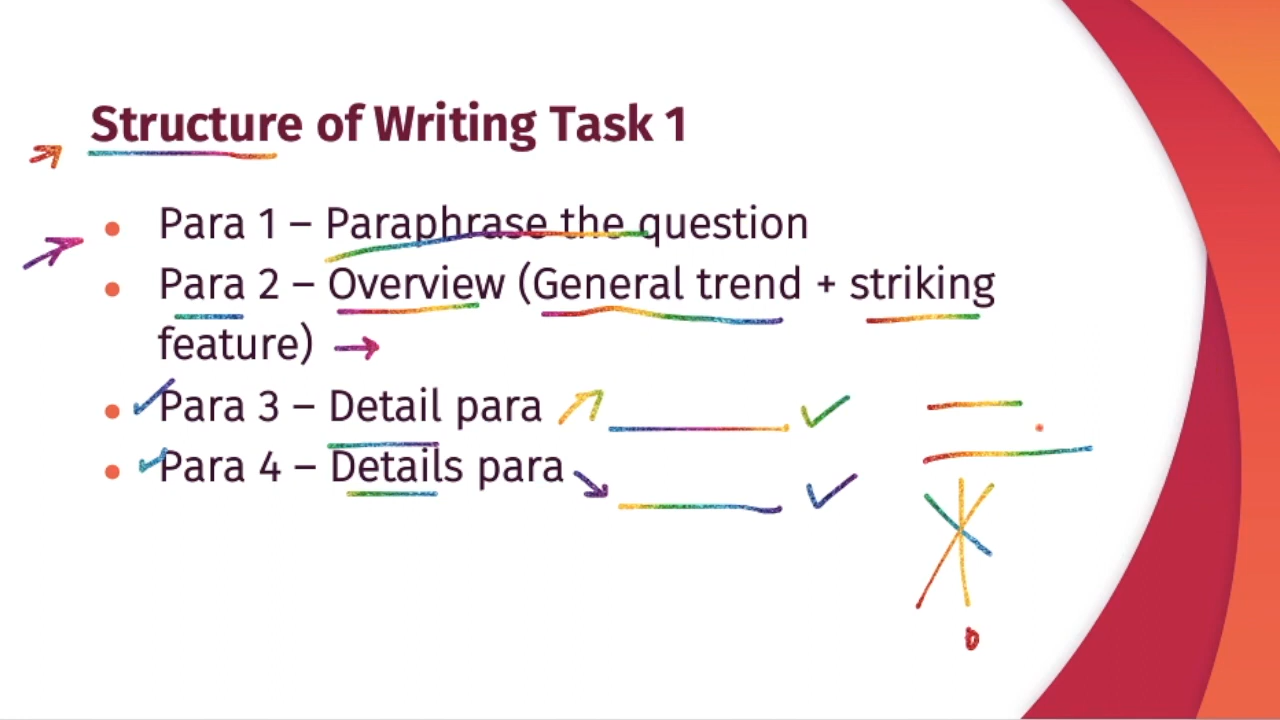 Structure of Writing Task 1
Para 1 – Paraphrase the question
Para 2 – Overview (General trend + striking
feature)
Para 3 – Detail para
Para 4 – Details para